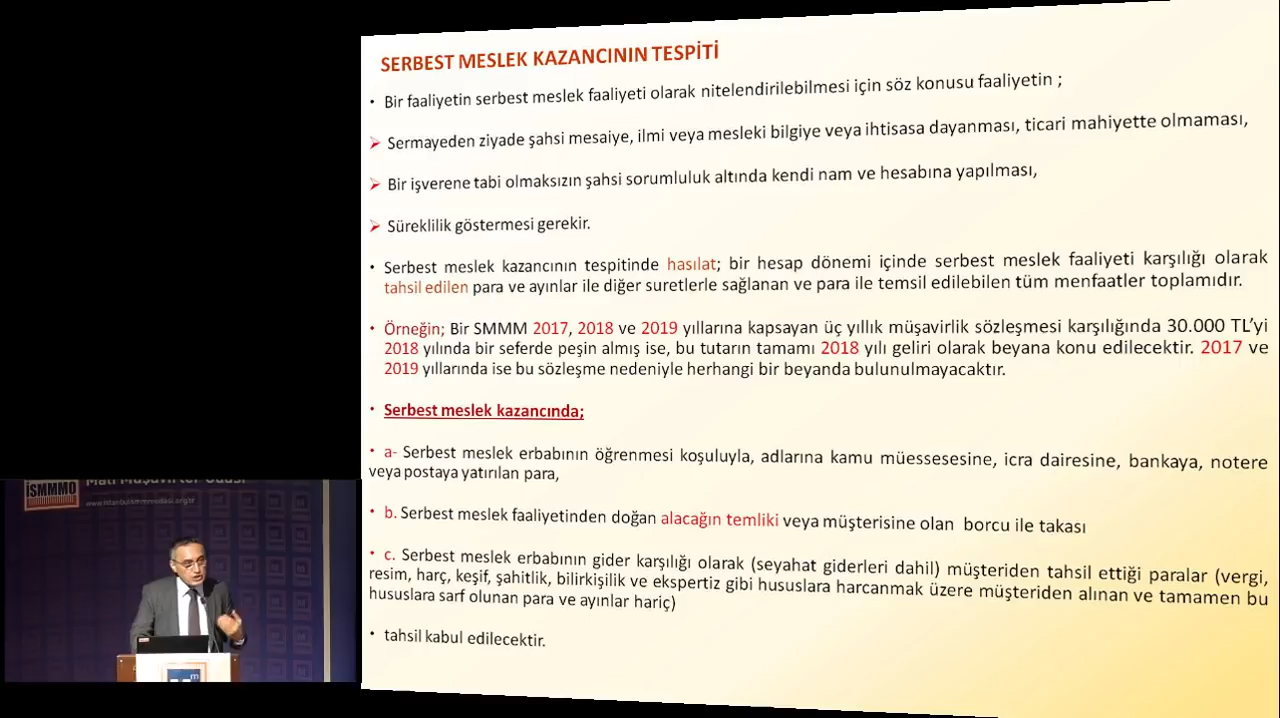 SERBEST MESLEK KAZANCININ TESPİTİ
• Bir faaliyetin serbest meslek faaliyeti olarak nitelendirilebilmesi için söz konusu faaliyetin ;
➢ Sermayeden ziyade şahsi mesaiye, ilmi veya mesleki bilgiye veya ihtisasa dayanması, ticari mahiyette olmaması,
➢ Bir işverene tabi olmaksızın şahsi sorumluluk altında kendi nam ve hesabına yapılması,
➢ Süreklilik göstermesi gerekir.
• Serbest meslek kazancının tespitinde hasılat; bir hesap dönemi içinde serbest meslek faaliyeti karşılığı olarak
tahsil edilen para ve ayınlar ile diğer suretlerle sağlanan ve para ile temsil edilebilen tüm menfaatler toplamıdır.
• Örneğin; Bir SMMM 2017, 2018 ve 2019 yıllarına kapsayan üç yıllık müşavirlik sözleşmesi karşılığında 30.000 TL’yi
2018 yılında bir seferde peşin almış ise, bu tutarın tamamı 2018 yılı geliri olarak beyana konu edilecektir. 2017 ve
2019 yıllarında ise bu sözleşme nedeniyle herhangi bir beyanda bulunulmayacaktır.
• Serbest meslek kazancında;
• a- Serbest meslek erbabının öğrenmesi koşuluyla, adlarına kamu müessesesine, icra dairesine, bankaya, notere
veya postaya yatırılan para,
• b. Serbest meslek faaliyetinden doğan alacağın temliki veya müşterisine olan borcu ile takası
• c. Serbest meslek erbabının gider karşılığı olarak (seyahat giderleri dahil) müşteriden tahsil ettiği paralar (vergi,
resim, harç, keşif, şahitlik, bilirkişilik ve ekspertiz gibi hususlara harcanmak üzere müşteriden alınan ve tamamen bu
hususlara sarf olunan para ve ayınlar hariç)
• tahsil kabul edilecektir.
İSMMMO
Mali Müşavirler Odası